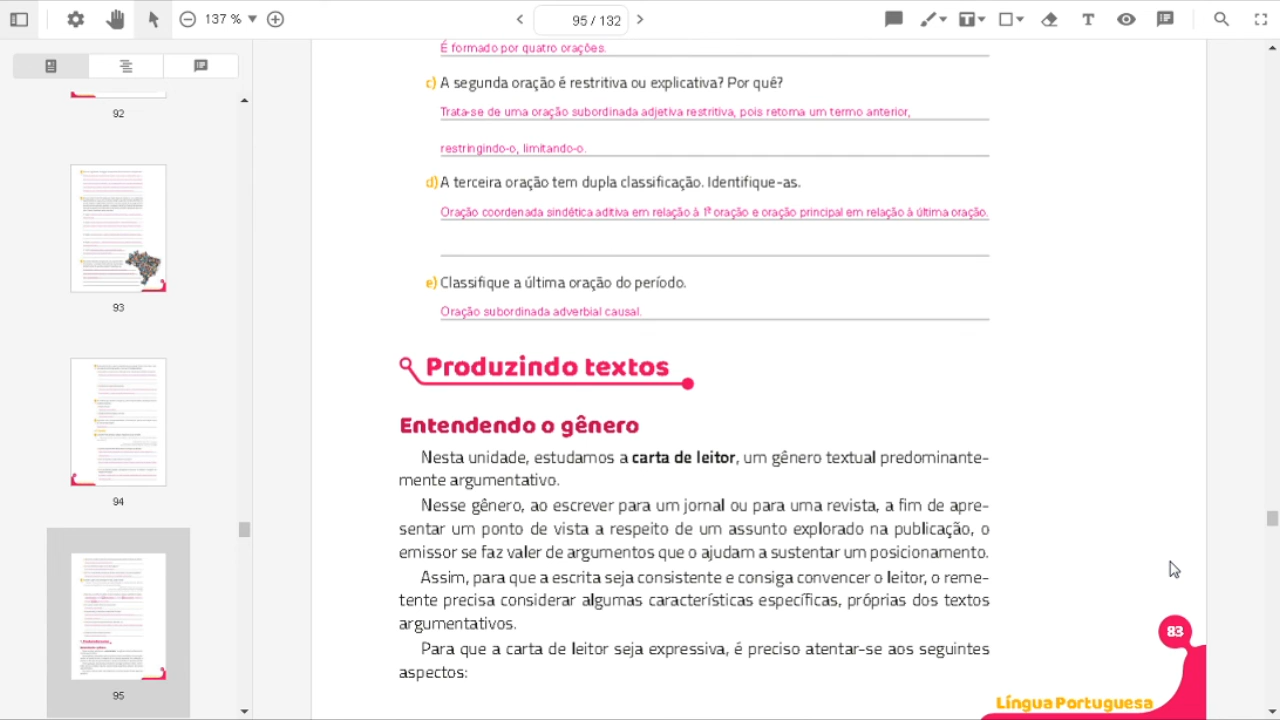 137 %
95 / 132
92
93
94
95
É formado por quatro orações.
c) A segunda oração é restritiva ou explicativa? Por quê?
Trata-se de uma oração subordinada adjetiva restritiva, pois retoma um termo anterior,
restringindo-o, limitando-o.
d) A terceira oração tem dupla classificação. Identifique-as.
Oração coordenada sindética aditiva em relação à 1ª oração e oração principal em relação à última oração.
e) Classifique a última oração do período.
Oração subordinada adverbial causal.
Produzindo textos
Entendendo o gênero
Nesta unidade, estudamos a carta de leitor, um gênero textual predominante-
mente argumentativo.
Nesse gênero, ao escrever para um jornal ou para uma revista, a fim de apre-
sentar um ponto de vista a respeito de um assunto explorado na publicação, o
emissor se faz valer de argumentos que o ajudam a sustentar um posicionamento.
Assim, para que a escrita seja consistente e consiga convencer o leitor, o reme-
tente precisa considerar algumas características específicas, próprias dos textos
argumentativos.
Para que a carta de leitor seja expressiva, é preciso atentar-se aos seguintes
aspectos:
83
Língua Portuguesa